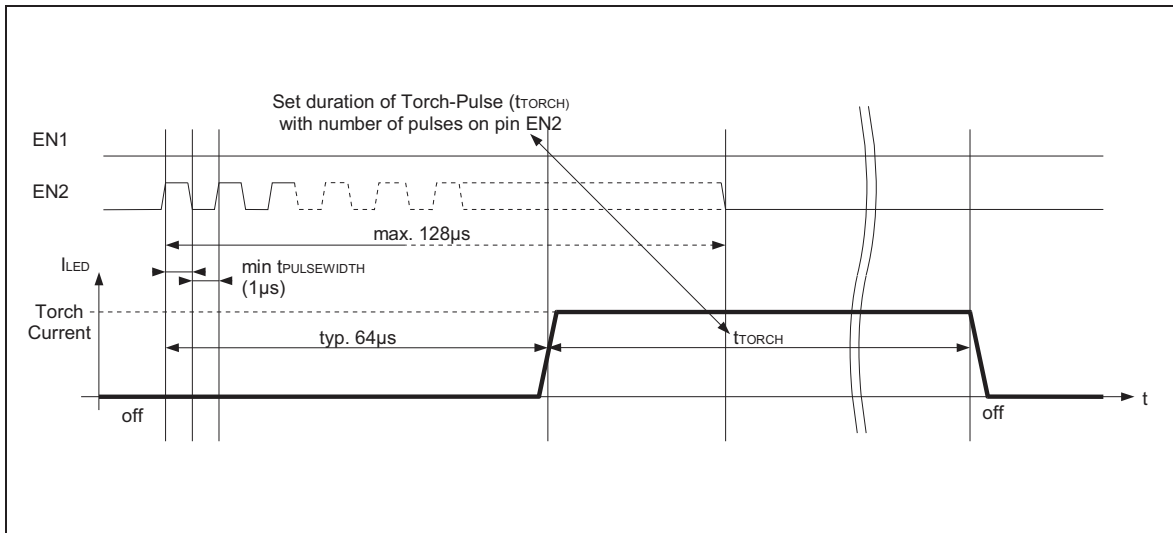 Set duration of Torch-Pulse (tTORCH)
with number of pulses on pin EN2
EN1
EN2
max. 128µs
ILED
min tPULSEWIDTH
(1µs)
Torch
Current
typ. 64µs
tTORCH
off
off
t